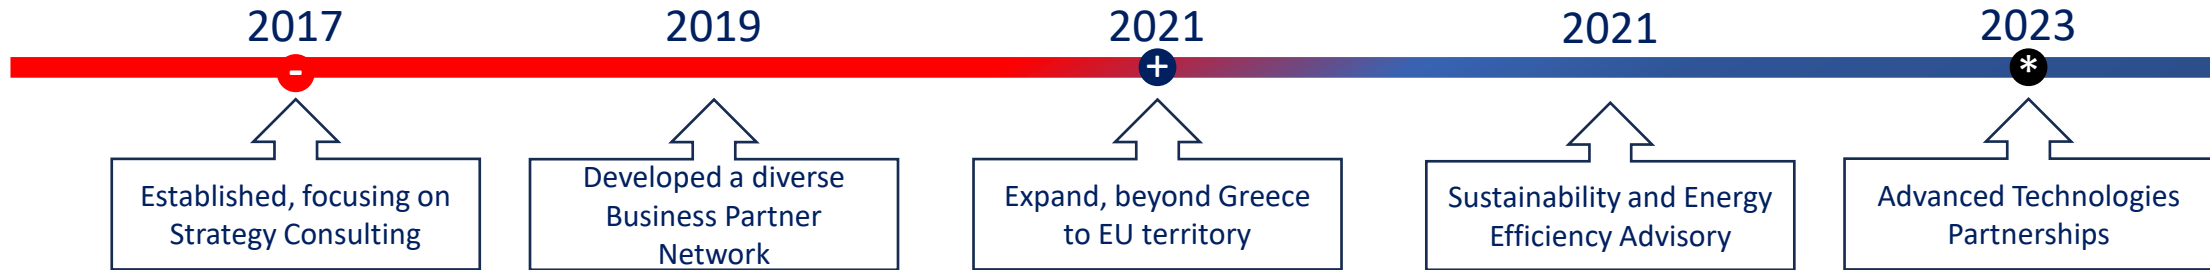 2017
2019
2021
2021
2023
-
+
*
Established, focusing on
Strategy Consulting
Developed a diverse
Business Partner
Network
Expand, beyond Greece
to EU territory
Sustainability and Energy
Efficiency Advisory
Advanced Technologies
Partnerships